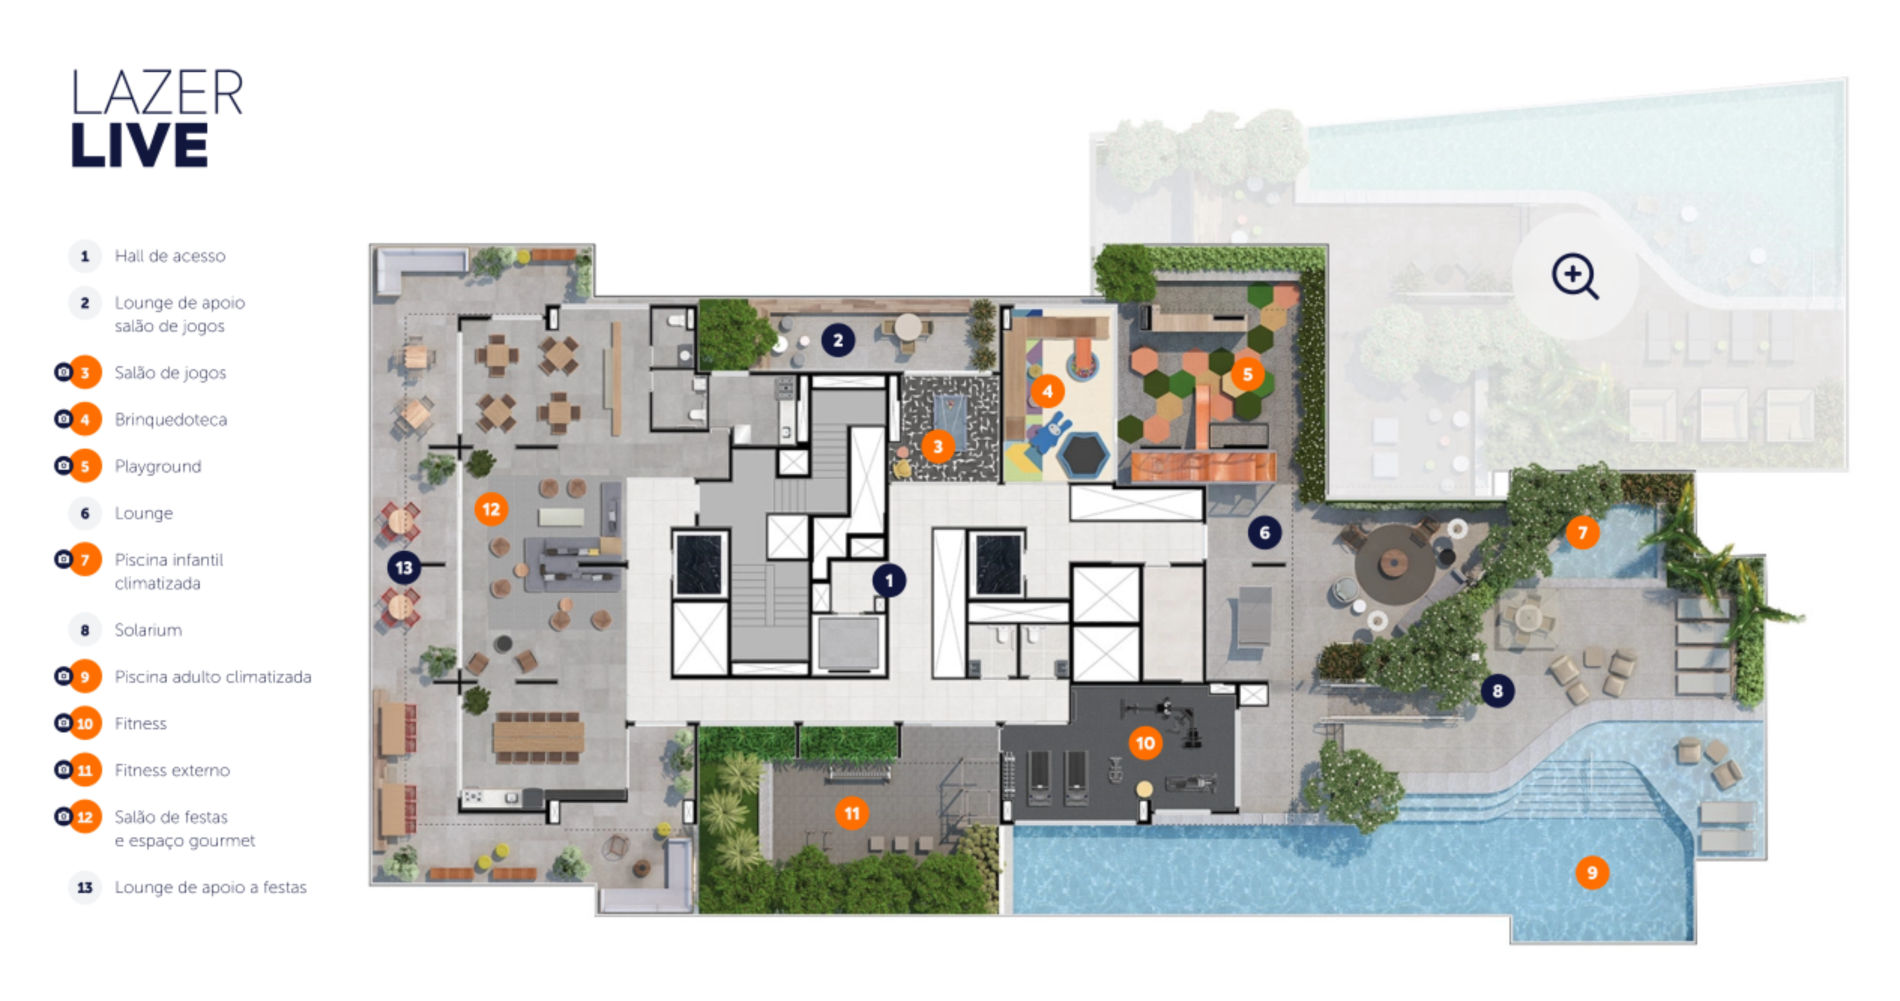 LAZER
LIVE
1 Hall de acesso
2 Lounge de apoio
salão de jogos
3 Salão de jogos
4 Brinquedoteca
5 Playground
6 Lounge
7 Piscina infantil
climatizada
8 Solarium
9 Piscina adulto climatizada
10 Fitness
11 Fitness externo
12 Salão de festas
e espaço gourmet
13 Lounge de apoio a festas
2
4
5
3
12
6
7
13
1
8
10
11
9